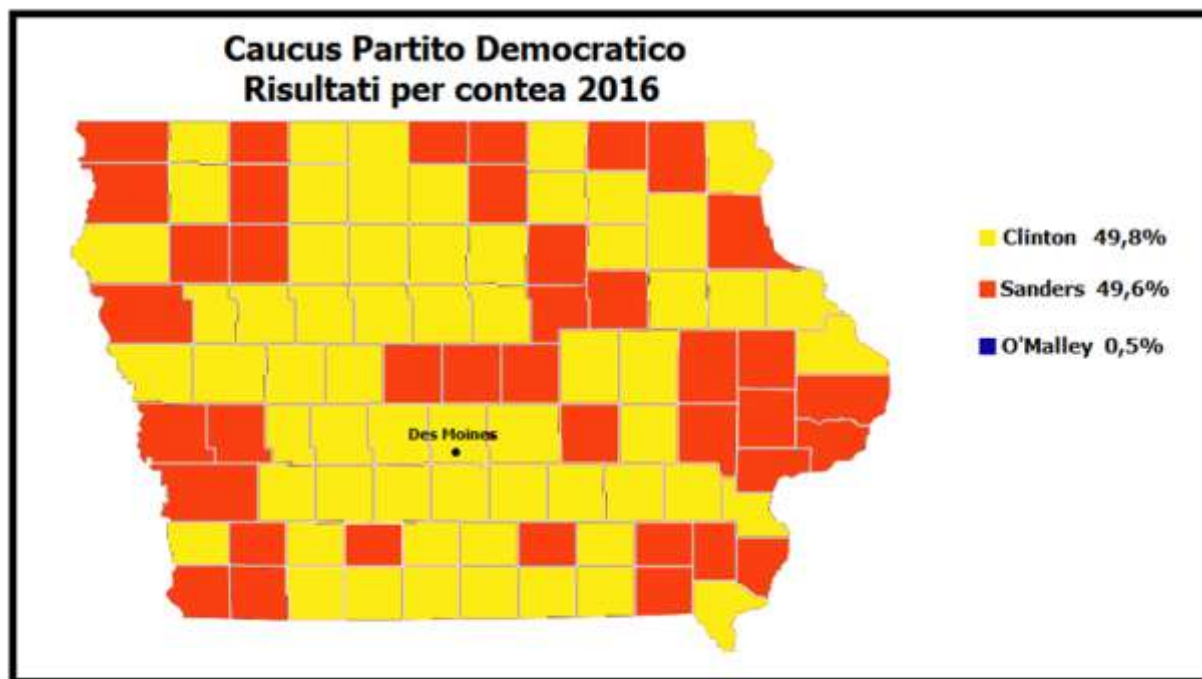 Caucus Partito Democratico
Risultati per contea 2016
Clinton 49,8%
Sanders 49,6%
O'Malley 0,5%
Des Moines